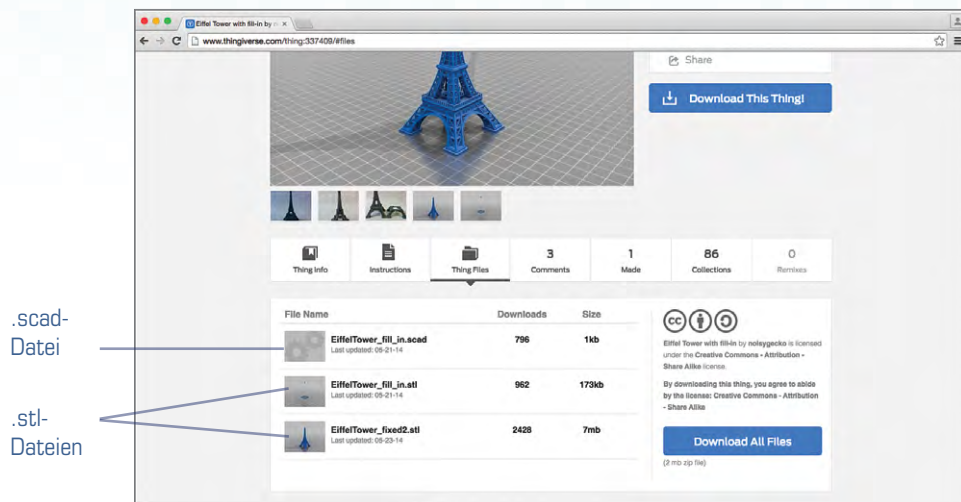 Eiffel Tower with fill-in by n
www.thingiverse.com/thing:337409/#files
Share
Download This Thing!
Thing Info
Instructions
Thing Files
3
Comments
1
Made
86
Collections
0
Remixes
File Name
Downloads
Size
EiffelTower_fill_in.scad
796
1kb
Last updated: 05-21-14
EiffelTower_fill_in.stl
962
173kb
Last updated: 05-21-14
EiffelTower_fixed2.stl
2428
7mb
Last updated: 05-23-14
cc
Eiffel Tower with fill-in by noisygecko is licensed
under the Creative Commons - Attribution -
Share Alike license.
By downloading this thing, you agree to abide
by the license: Creative Commons - Attribution
- Share Alike
Download All Files
(2 mb zip file)
.scad-
Datei
.stl-
Dateien